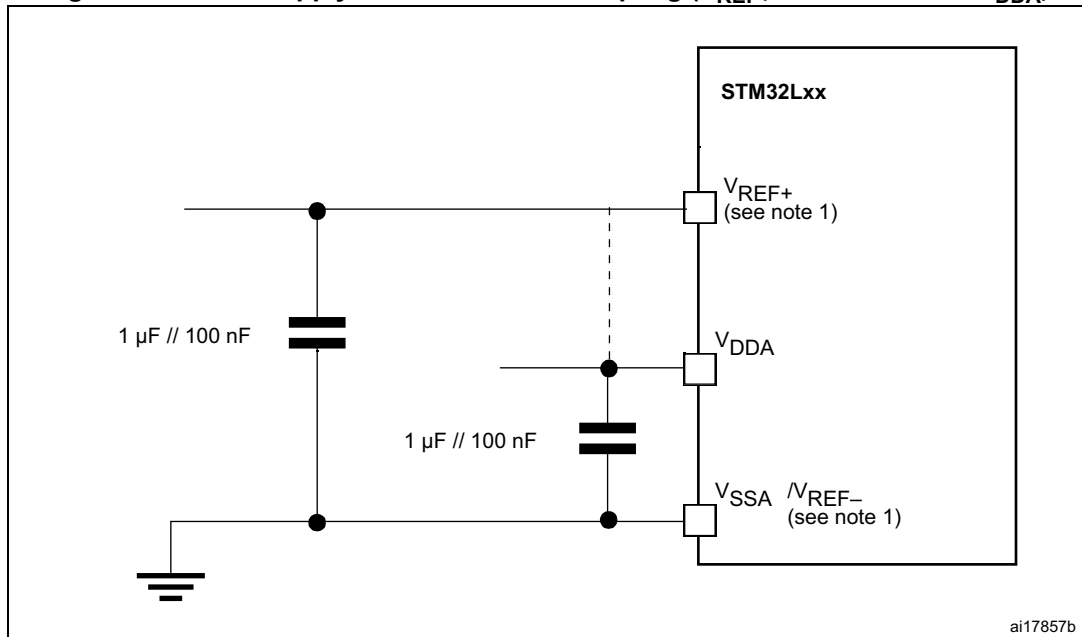 STM32Lxx
VREF+
(see note 1)
1 µF // 100 nF
VDDA
1 µF // 100 nF
VSSA /VREF–
(see note 1)
ai17857b